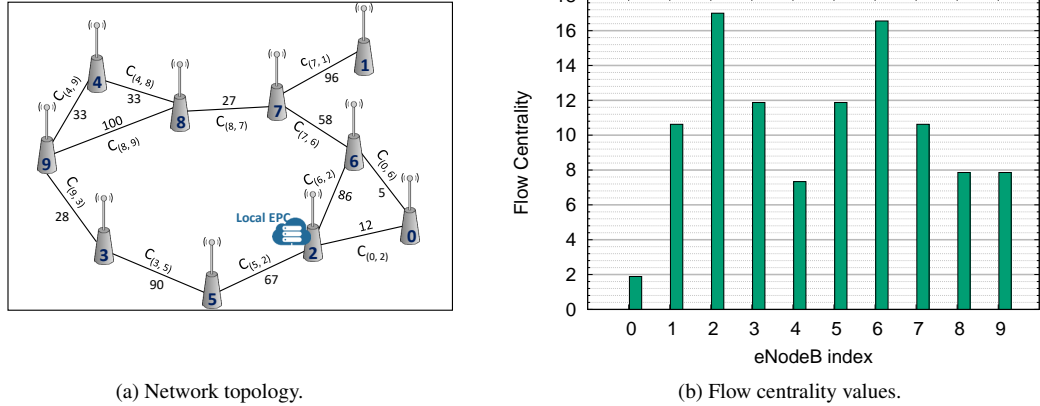 C(4, 9)
33
4
C(4, 8)
33
8
9
100
C(8, 9)
27
C(8, 7)
7
C(7, 1)
96
1
58
C(7, 6)
6
C(0, 6)
5
C(6, 2)
86
0
12
C(0, 2)
Local EPC
2
C(9, 3)
28
3
C(3, 5)
90
5
C(5, 2)
67
(a) Network topology.
Flow Centrality
18
16
14
12
10
8
6
4
2
0
0 1 2 3 4 5 6 7 8 9
eNodeB index
(b) Flow centrality values.